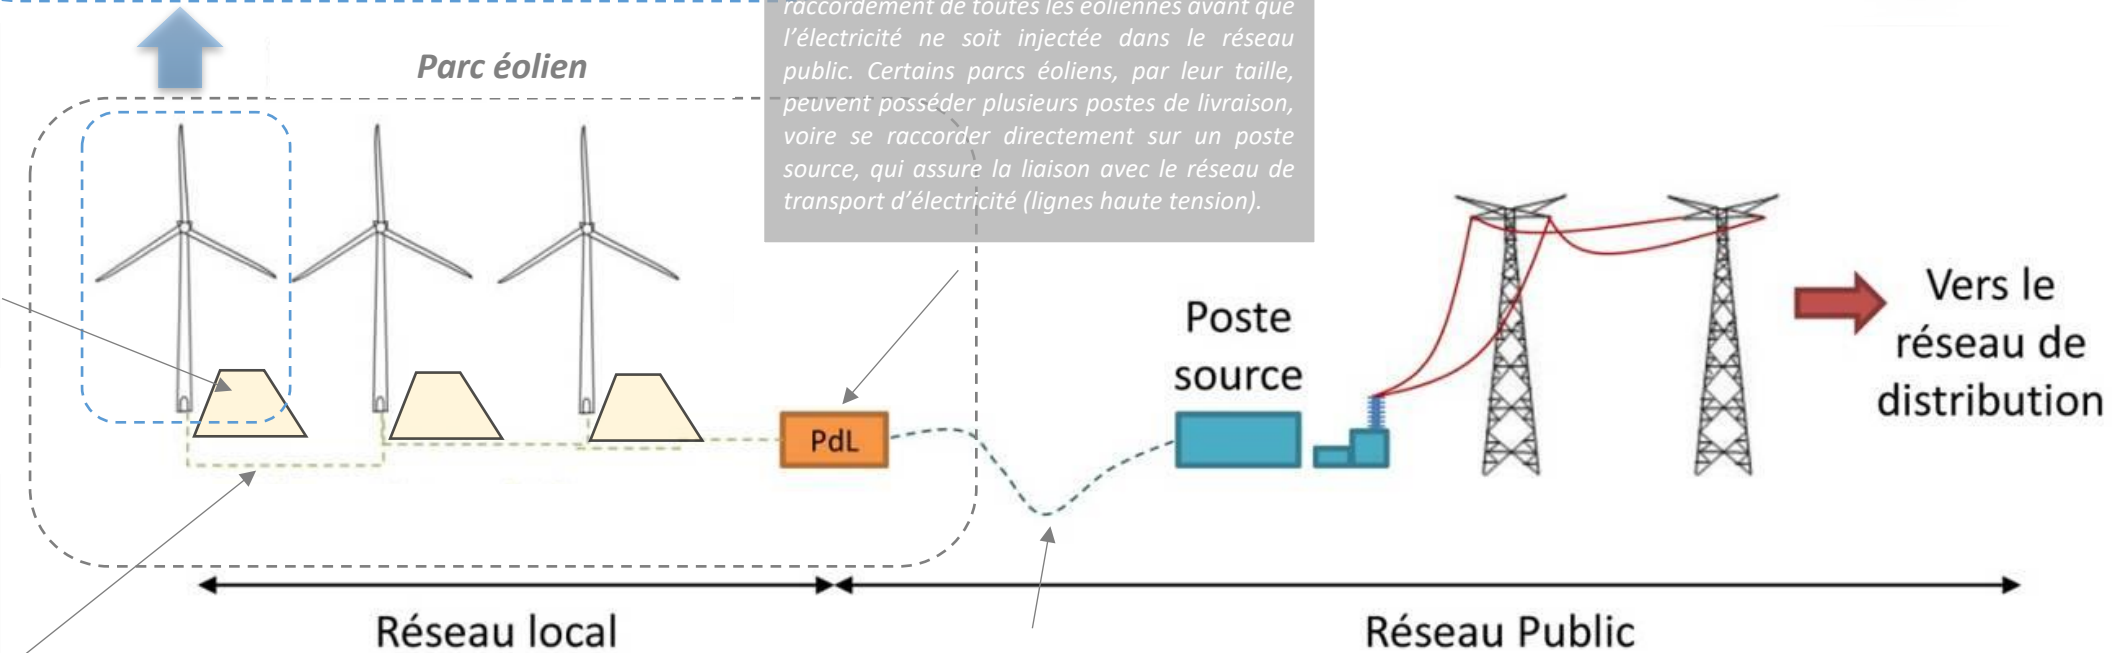 raccordement de toutes les éoliennes avant que
l'électricité ne soit injectée dans le réseau
public. Certains parcs éoliens, par leur taille,
peuvent posséder plusieurs postes de livraison,
voire se raccorder directement sur un poste
source, qui assure la liaison avec le réseau de
transport d'électricité (lignes haute tension).
Parc éolien
Poste
source
Vers le
réseau de
distribution
PdL
Réseau local
Réseau Public